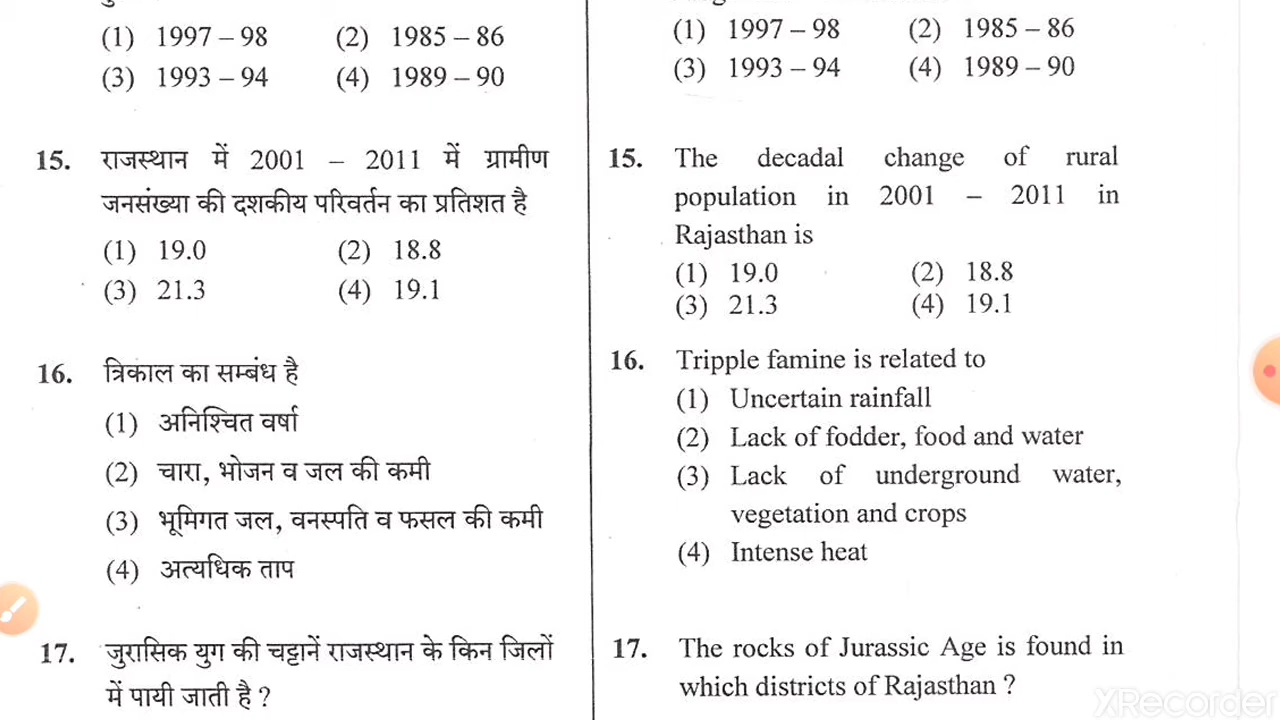 (1) 1997 – 98 (2) 1985 – 86
(3) 1993 – 94 (4) 1989 – 90
15. राजस्थान में 2001 – 2011 में ग्रामीण
जनसंख्या की दशकीय परिवर्तन का प्रतिशत है
(1) 19.0 (2) 18.8
(3) 21.3 (4) 19.1
16. त्रिकाल का सम्बंध है
(1) अनिश्चित वर्षा
(2) चारा, भोजन व जल की कमी
(3) भूमिगत जल, वनस्पति व फसल की कमी
(4) अत्यधिक ताप
17. जुरासिक युग की चट्टानें राजस्थान के किन जिलों
में पायी जाती है ?
(1) 1997 – 98 (2) 1985 – 86
(3) 1993 – 94 (4) 1989 – 90
15. The decadal change of rural
population in 2001 – 2011 in
Rajasthan is
(1) 19.0 (2) 18.8
(3) 21.3 (4) 19.1
16. Tripple famine is related to
(1) Uncertain rainfall
(2) Lack of fodder, food and water
(3) Lack of underground water,
vegetation and crops
(4) Intense heat
17. The rocks of Jurassic Age is found in
which districts of Rajasthan ?
XRecorder